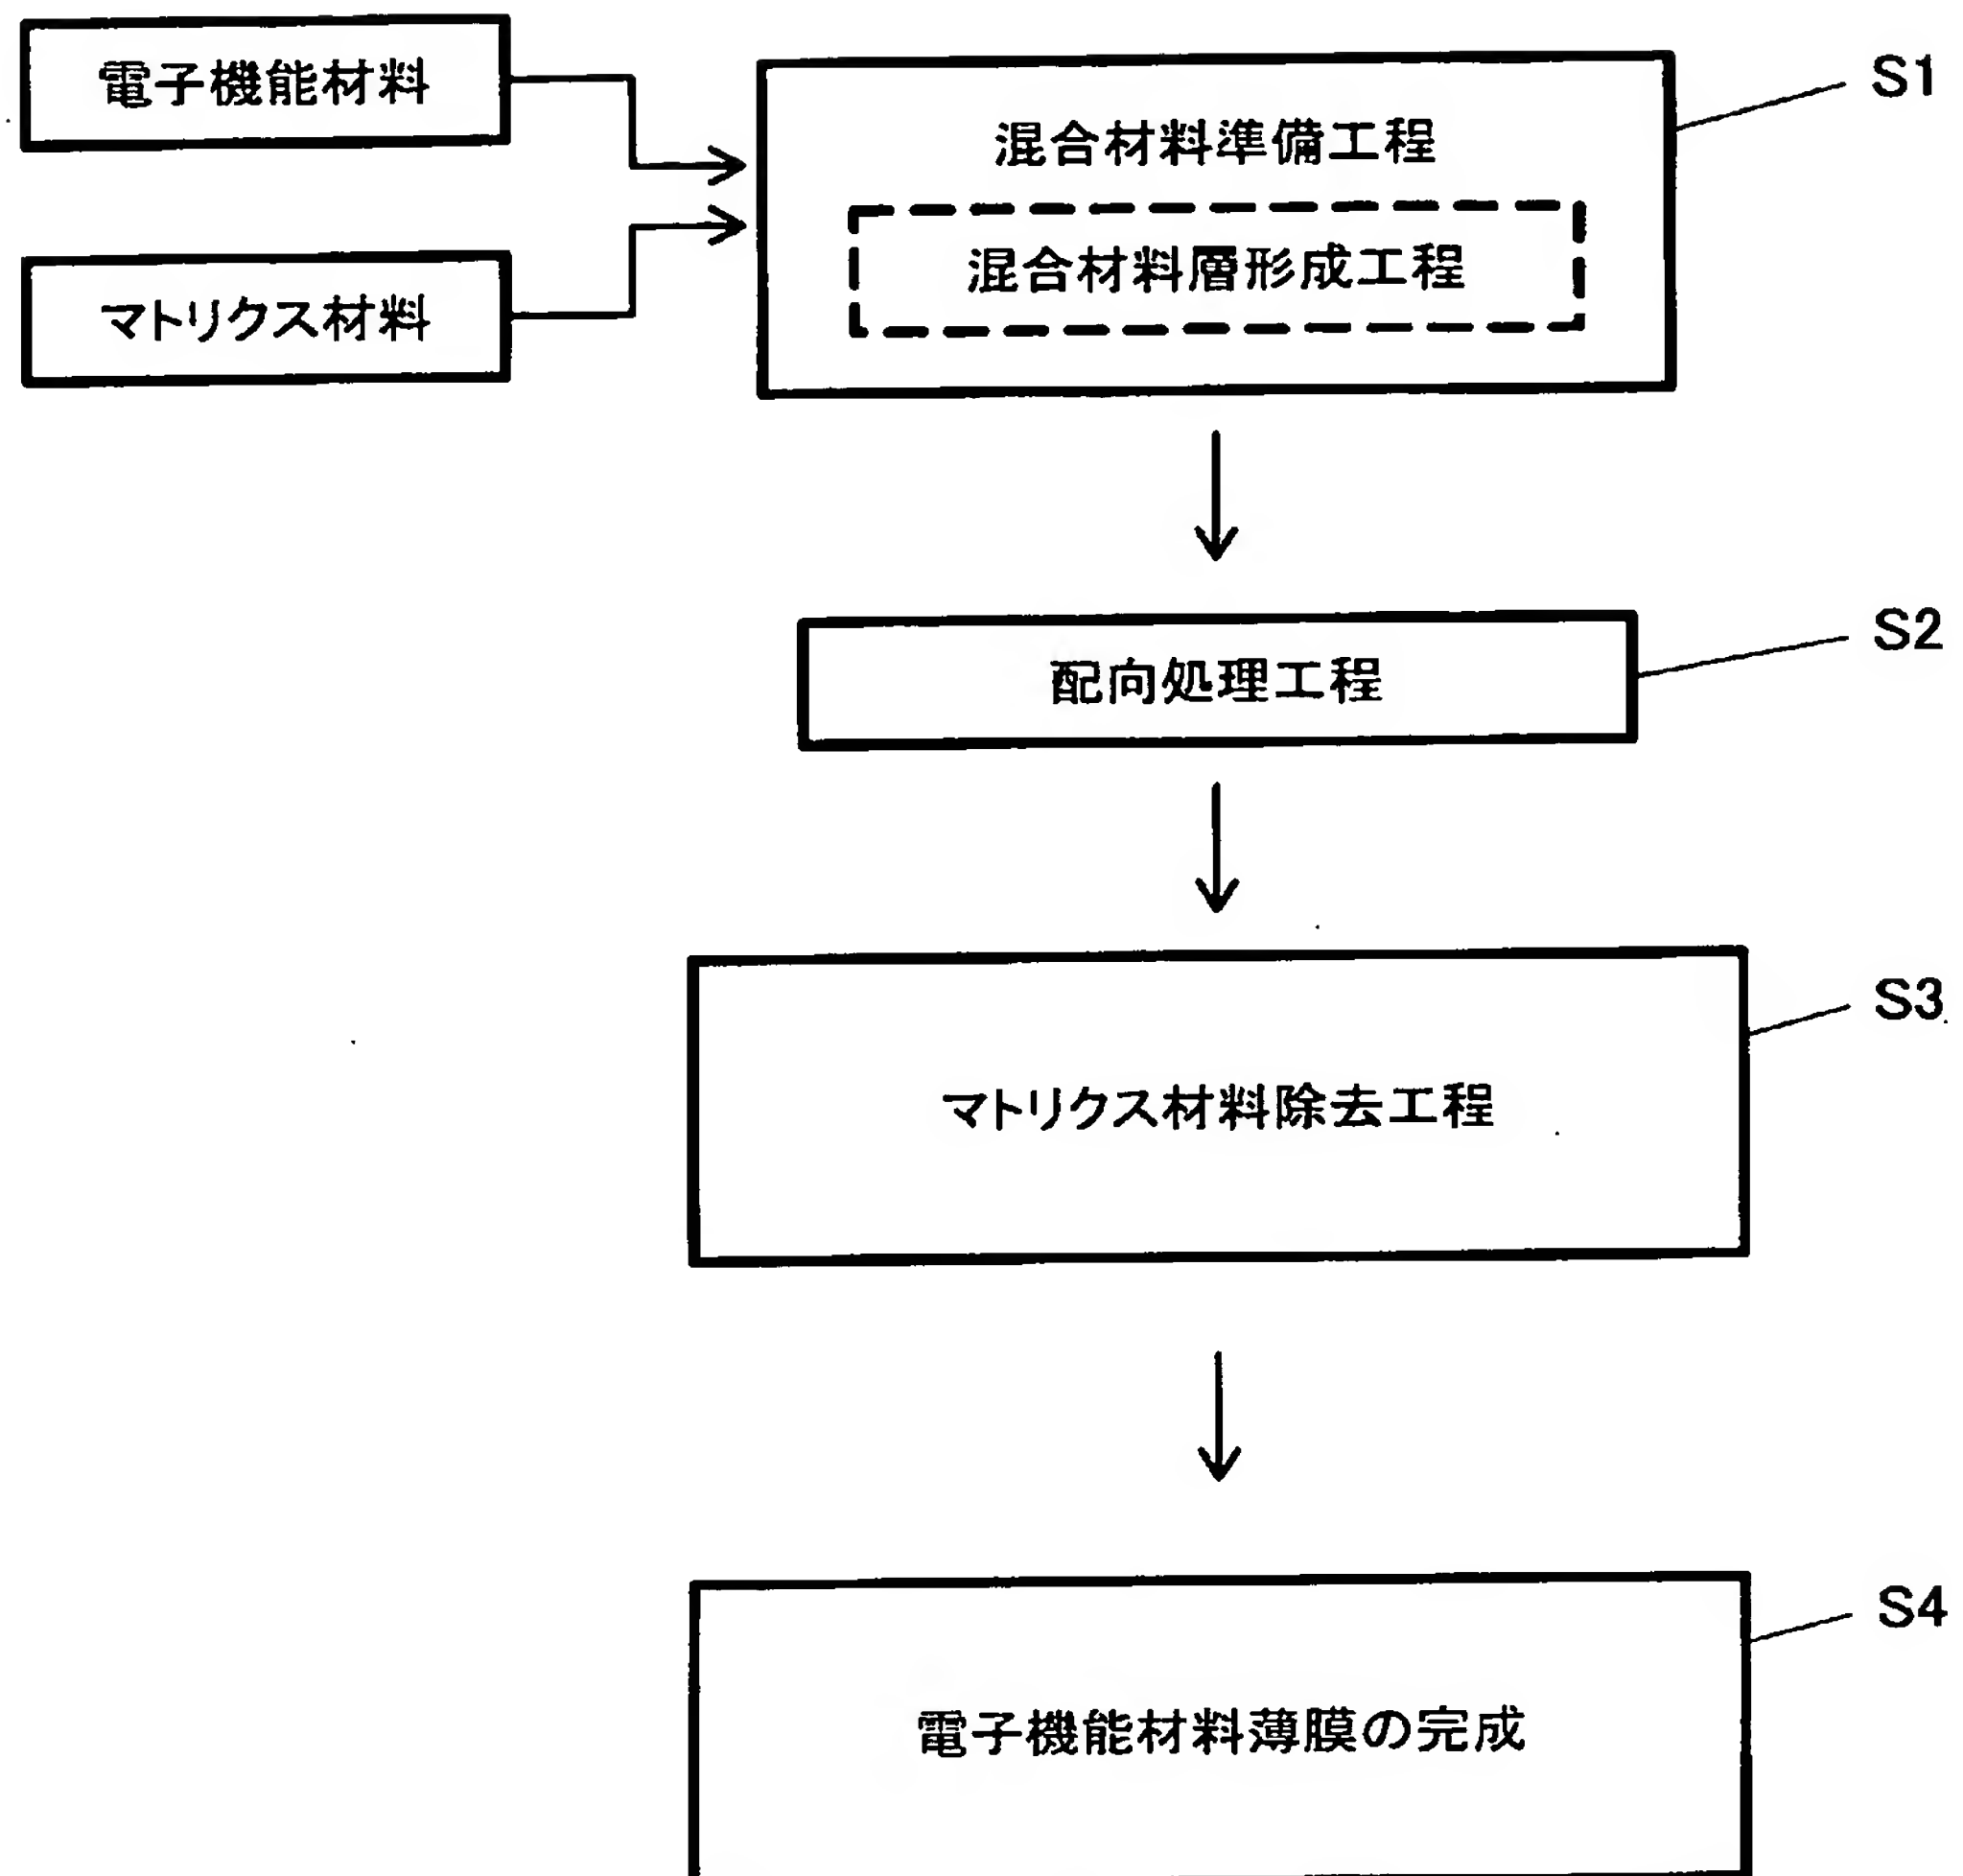 電子機能材料
マトリクス材料
混合材料準備工程
混合材料層形成工程
S1
配向処理工程
S2
マトリクス材料除去工程
S3
電子機能材料薄膜の完成
S4